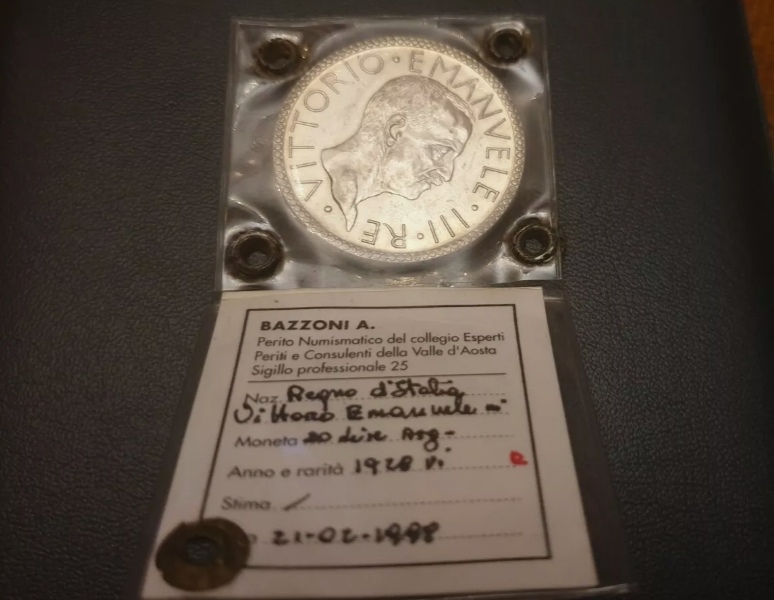 VITTORIO · EMANVELE · III · RE ·
BAZZONI A.
Perito Numismatico del collegio Esperti
Periti e Consulenti della Valle d'Aosta
Sigillo professionale 25
Naz. Regno d'Italia
Vittorio Emanuele III
Moneta 20 Lire Arg-
Anno e rarità 1928 VI R
Stima
21-02-1998